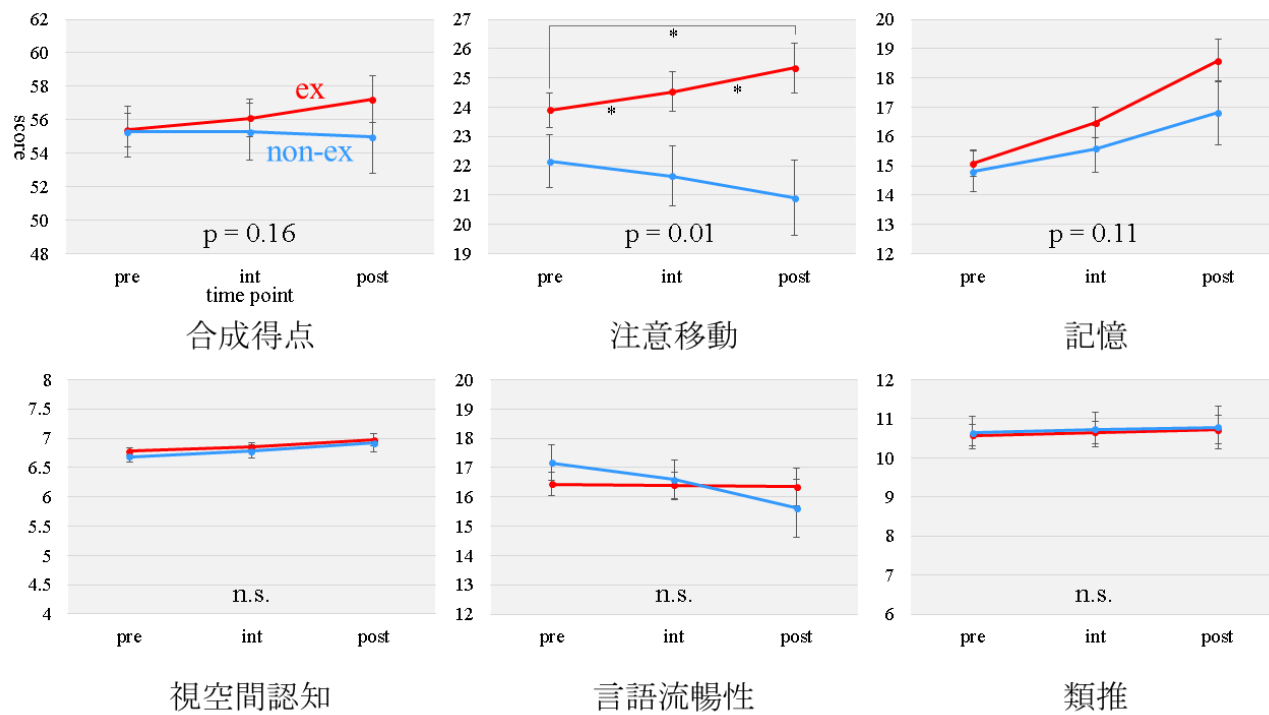 62
60
58
56
54
52
50
48
score
ex
non-ex
p = 0.16
pre int post
time point
合成得点
27
26
25
24
23
22
21
20
19
*
* *
p = 0.01
pre int post
注意移動
20
19
18
17
16
15
14
13
12
p = 0.11
pre int post
記憶
8
7.5
7
6.5
6
5.5
5
4.5
4
n.s.
pre int post
視空間認知
20
19
18
17
16
15
14
13
12
n.s.
pre int post
言語流暢性
12
11
10
9
8
7
6
n.s.
pre int post
類推